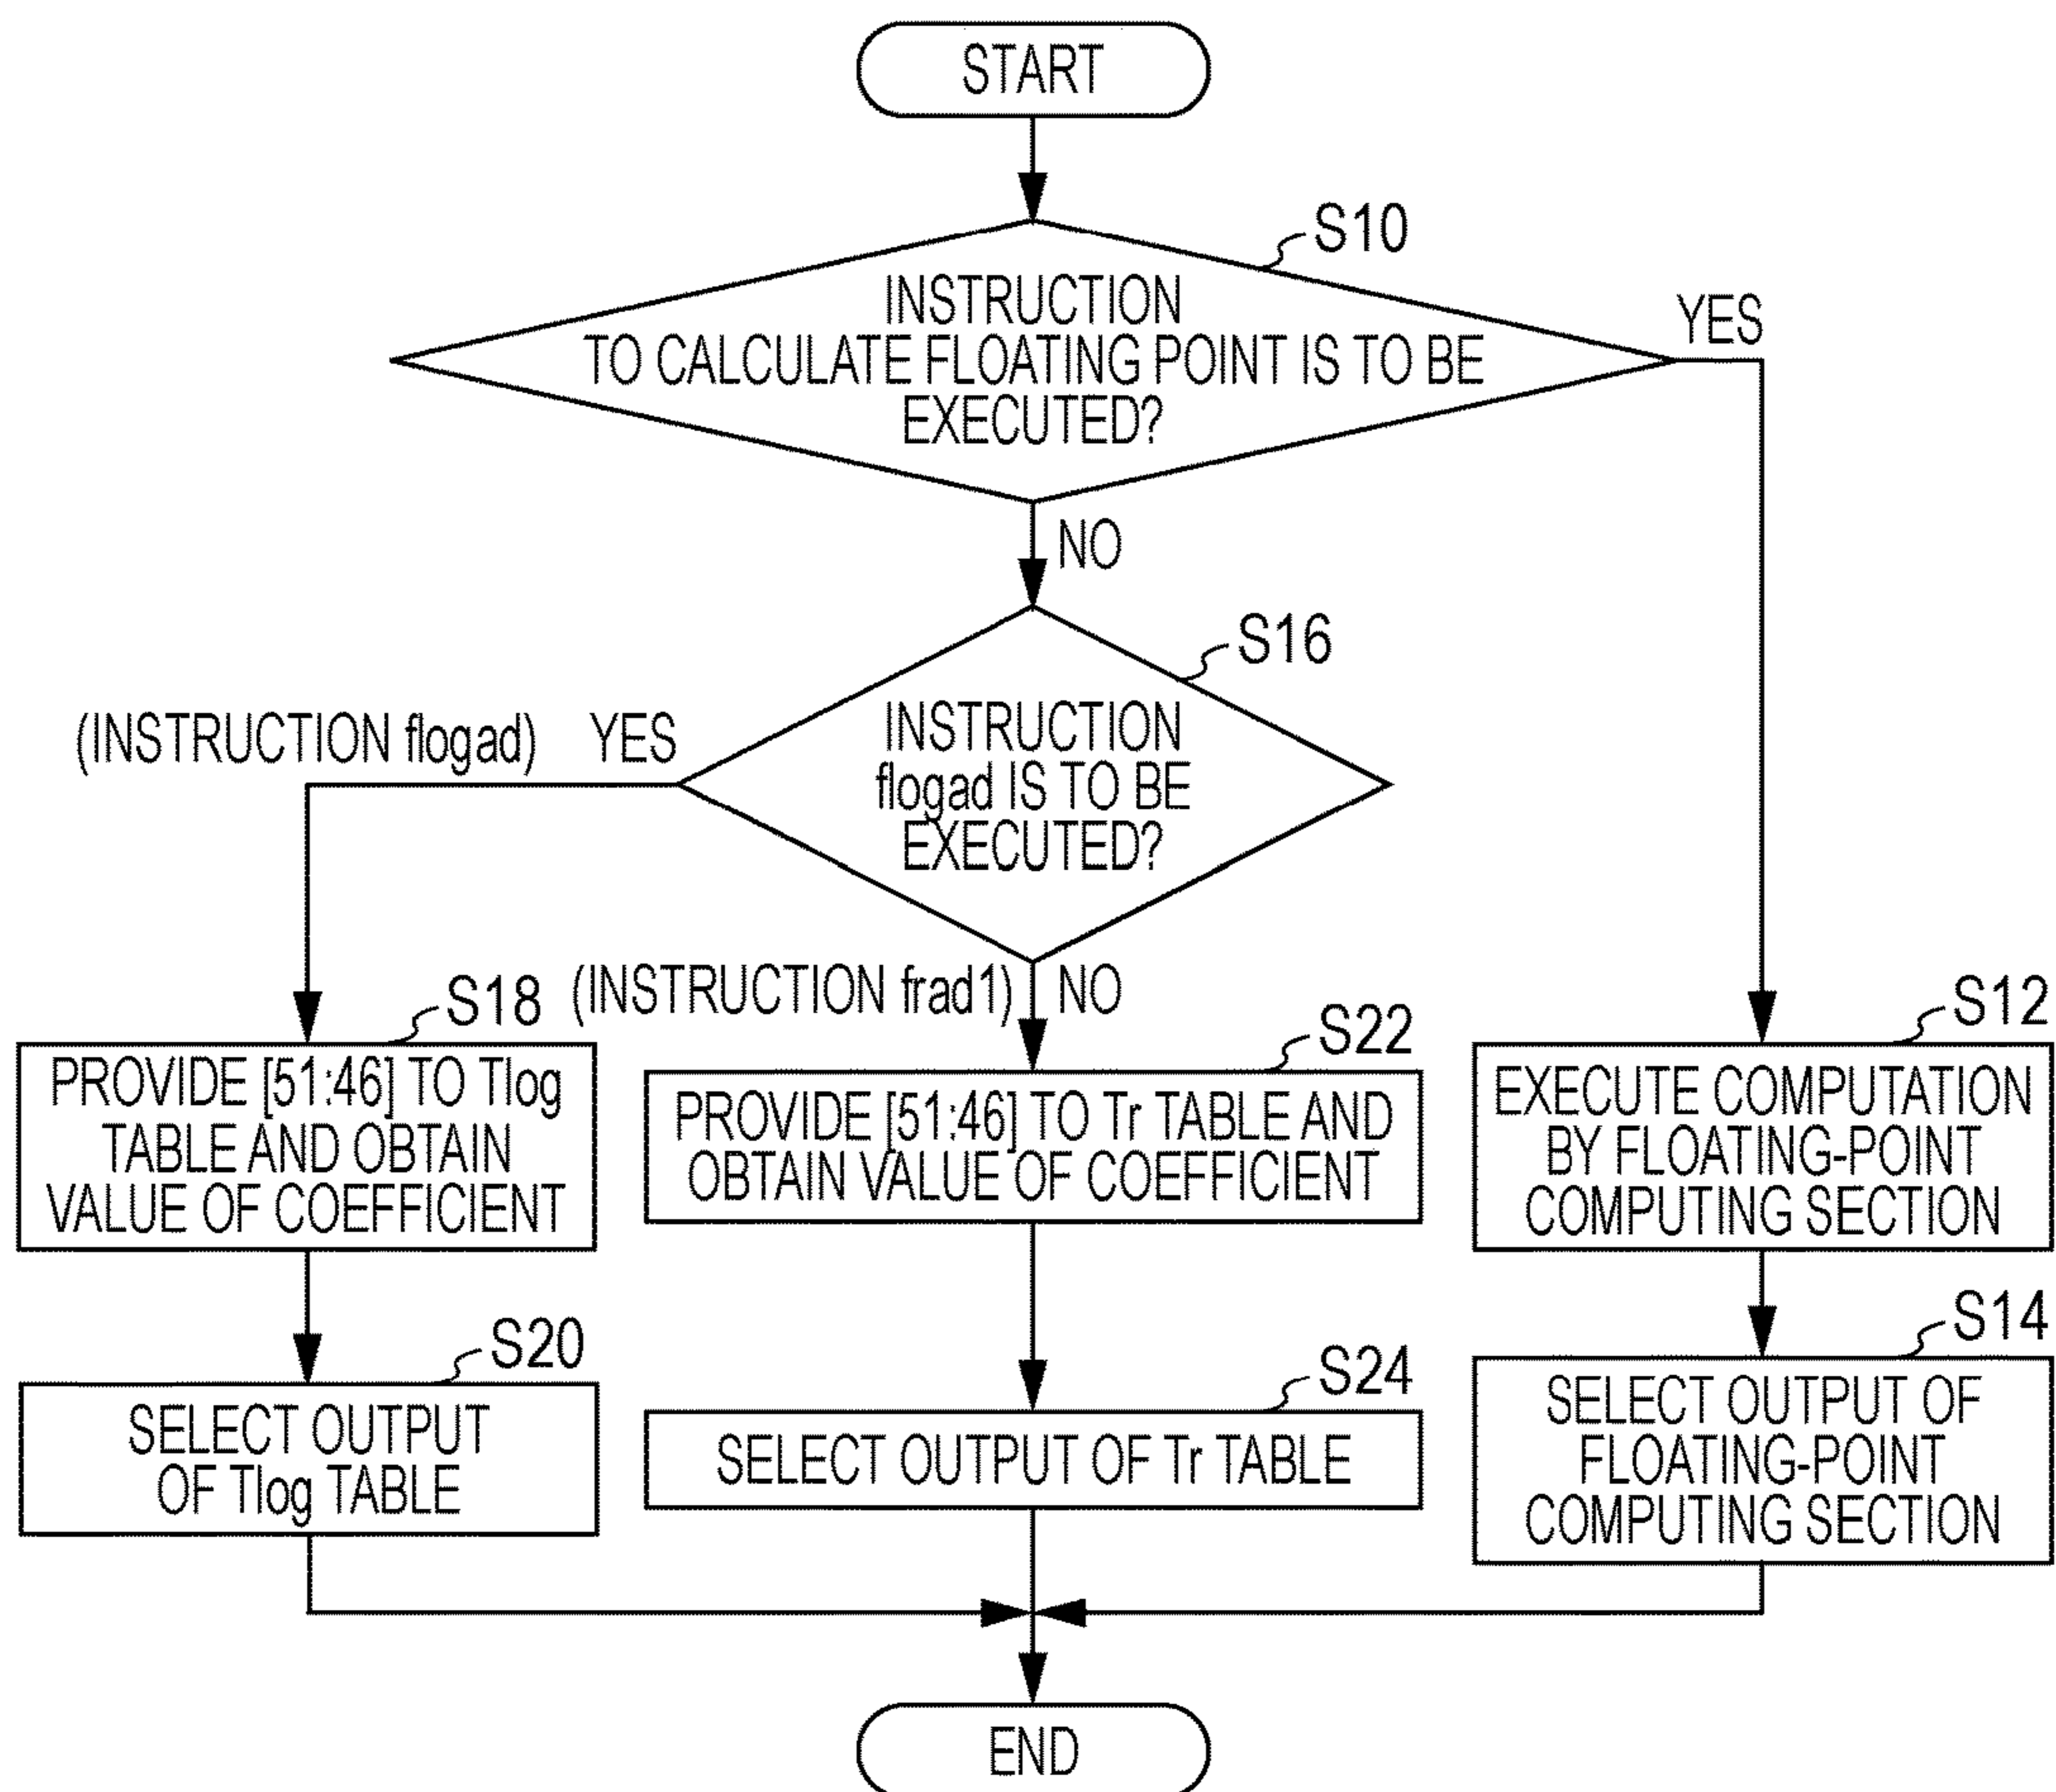 START
S10
INSTRUCTION
TO CALCULATE FLOATING POINT IS TO BE
EXECUTED?
YES
NO
S16
INSTRUCTION
flogad IS TO BE
EXECUTED?
(INSTRUCTION flogad) YES
(INSTRUCTION frad1) NO
S18
PROVIDE [51:46] TO Tlog
TABLE AND OBTAIN
VALUE OF COEFFICIENT
S22
PROVIDE [51:46] TO Tr TABLE AND
OBTAIN VALUE OF COEFFICIENT
S12
EXECUTE COMPUTATION
BY FLOATING-POINT
COMPUTING SECTION
S20
SELECT OUTPUT
OF Tlog TABLE
S24
SELECT OUTPUT OF Tr TABLE
S14
SELECT OUTPUT OF
FLOATING-POINT
COMPUTING SECTION
END